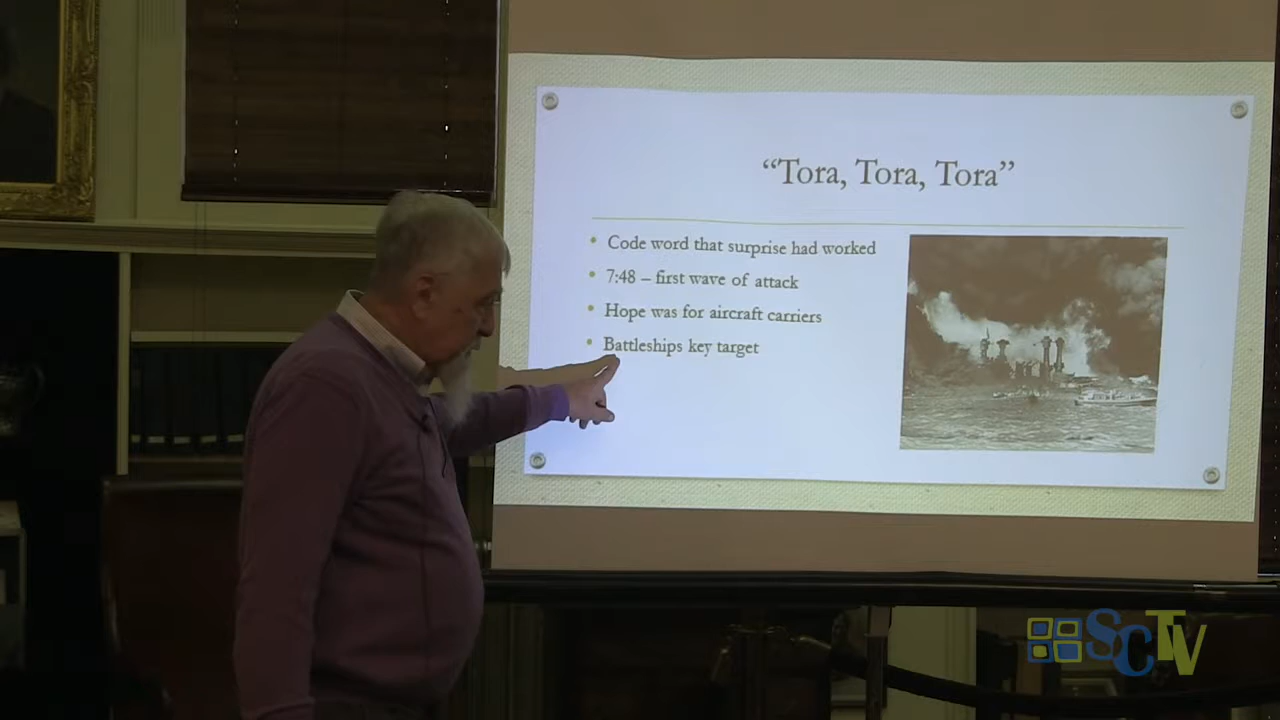 “Tora, Tora, Tora”
• Code word that surprise had worked
• 7:48 – first wave of attack
• Hope was for aircraft carriers
• Battleships key target
SCTV